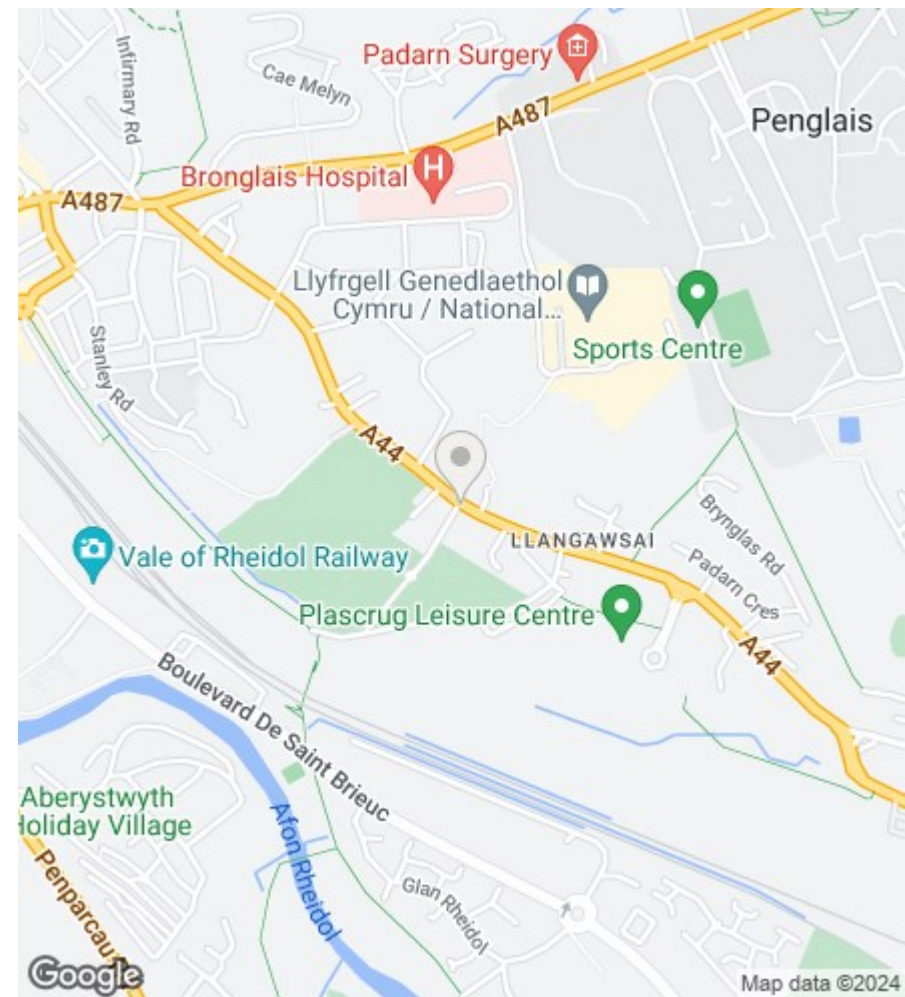 Padarn Surgery
Infirmary Rd
Cae Melyn
A487
Penglais
Bronglais Hospital
H
A487
Llyfrgell Genedlaethol
Cymru / National...
Sports Centre
Stanley Rd
A44
LLANGAWSAI
Brynglas Rd
Vale of Rheidol Railway
Padarn Cres
Plascrug Leisure Centre
A44
Boulevard De Saint Brieuc
Aberystwyth
Holiday Village
Afon Rheidol
Penparcau
Glan Rheidol
Google
Map data ©2024